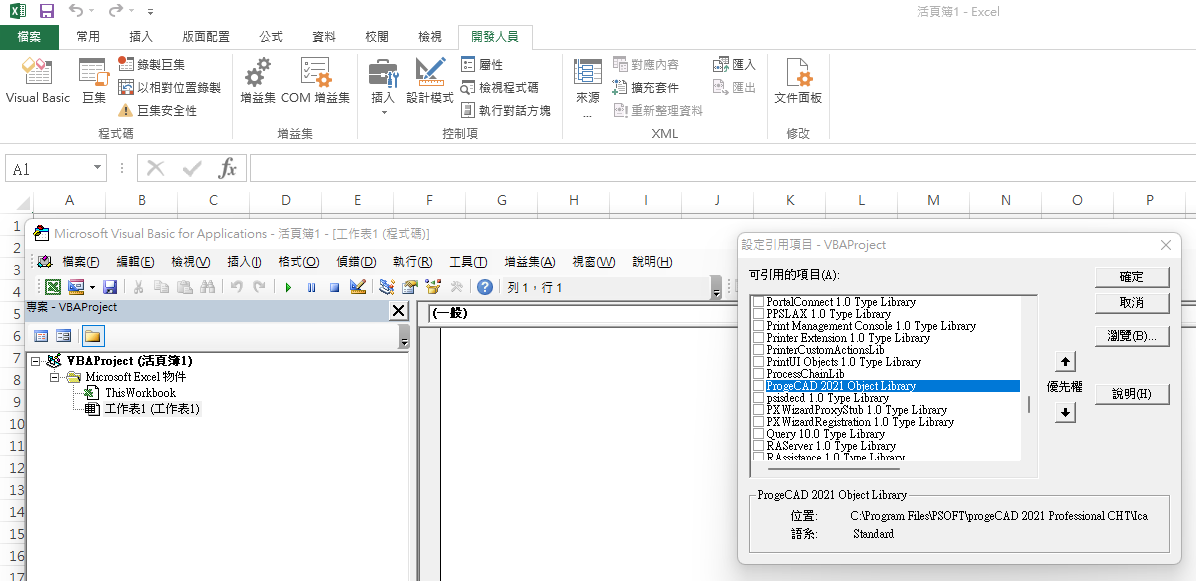 活頁簿1 - Excel
檔案 常用 插入 版面配置 公式 資料 校閱 檢視 開發人員
Visual Basic 巨集 錄製巨集 以相對位置錄製 巨集安全性
增益集 COM 增益集
插入 設計模式 屬性 檢視程式碼 執行對話方塊
來源 ... 對應內容 擴充套件 重新整理資料 匯入 匯出
文件面板
程式碼 增益集 控制項 XML 修改
A1 fx
A B C D E F G H I J K L M N O P
1
2
3
4
5
6
7
8
9
10
11
12
13
14
15
16
17
Microsoft Visual Basic for Applications - 活頁簿1 - [工作表1 (程式碼)]
檔案(F) 編輯(E) 檢視(V) 插入(I) 格式(O) 偵錯(D) 執行(R) 工具(T) 增益集(A) 視窗(W) 說明(H)
列 1，行 1
專案 - VBAProject
(一般)
VBAProject (活頁簿1)
Microsoft Excel 物件
ThisWorkbook
工作表1 (工作表1)
設定引用項目 - VBAProject
可引用的項目(A):
PortalConnect 1.0 Type Library
PPSLAX 1.0 Type Library
Print Management Console 1.0 Type Library
Printer Extension 1.0 Type Library
PrinterCustomActionsLib
PrintUI Objects 1.0 Type Library
ProcessChainLib
ProgeCAD 2021 Object Library
psisdecd 1.0 Type Library
PXWizardProxyStub 1.0 Type Library
PXWizardRegistration 1.0 Type Library
Query 10.0 Type Library
RAServer 1.0 Type Library
RAssistance 1.0 Type Library
優先權
確定
取消
瀏覽(B)...
說明(H)
ProgeCAD 2021 Object Library
位置: C:\Program Files\PSOFT\progeCAD 2021 Professional CHT\Ica
語系: Standard